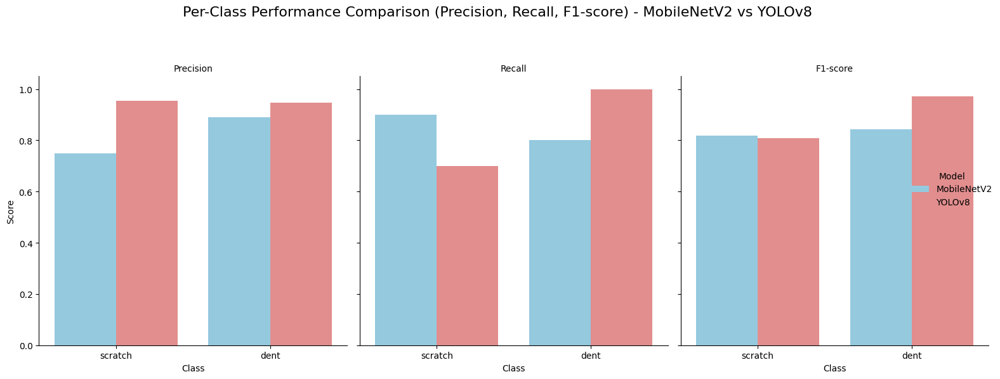 Per-Class Performance Comparison (Precision, Recall, F1-score) - MobileNetV2 vs YOLOv8
Precision
Recall
F1-score
1.0
0.8
0.6
0.4
0.2
0.0
Score
Model
MobileNetV2
YOLOv8
scratch
dent
scratch
dent
scratch
dent
Class
Class
Class